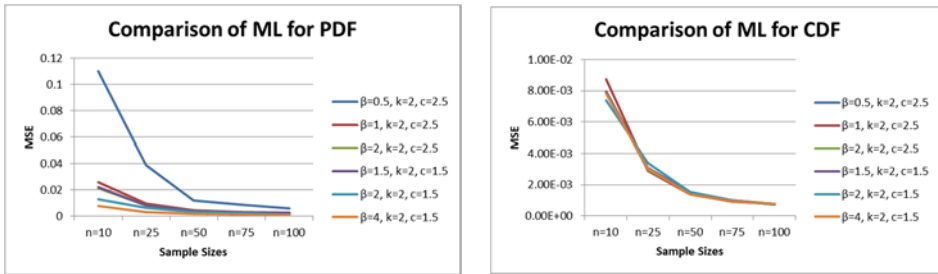 Comparison of ML for PDF
0.12
0.1
0.08
0.06
0.04
0.02
0
MSE
n=10 n=25 n=50 n=75 n=100
Sample Sizes
β=0.5, k=2, c=2.5
β=1, k=2, c=2.5
β=2, k=2, c=2.5
β=1.5, k=2, c=1.5
β=2, k=2, c=1.5
β=4, k=2, c=1.5
Comparison of ML for CDF
1.00E-02
8.00E-03
6.00E-03
4.00E-03
2.00E-03
0.00E+00
MSE
n=10 n=25 n=50 n=75 n=100
Sample Sizes
β=0.5, k=2, c=2.5
β=1, k=2, c=2.5
β=2, k=2, c=2.5
β=1.5, k=2, c=1.5
β=2, k=2, c=1.5
β=4, k=2, c=1.5